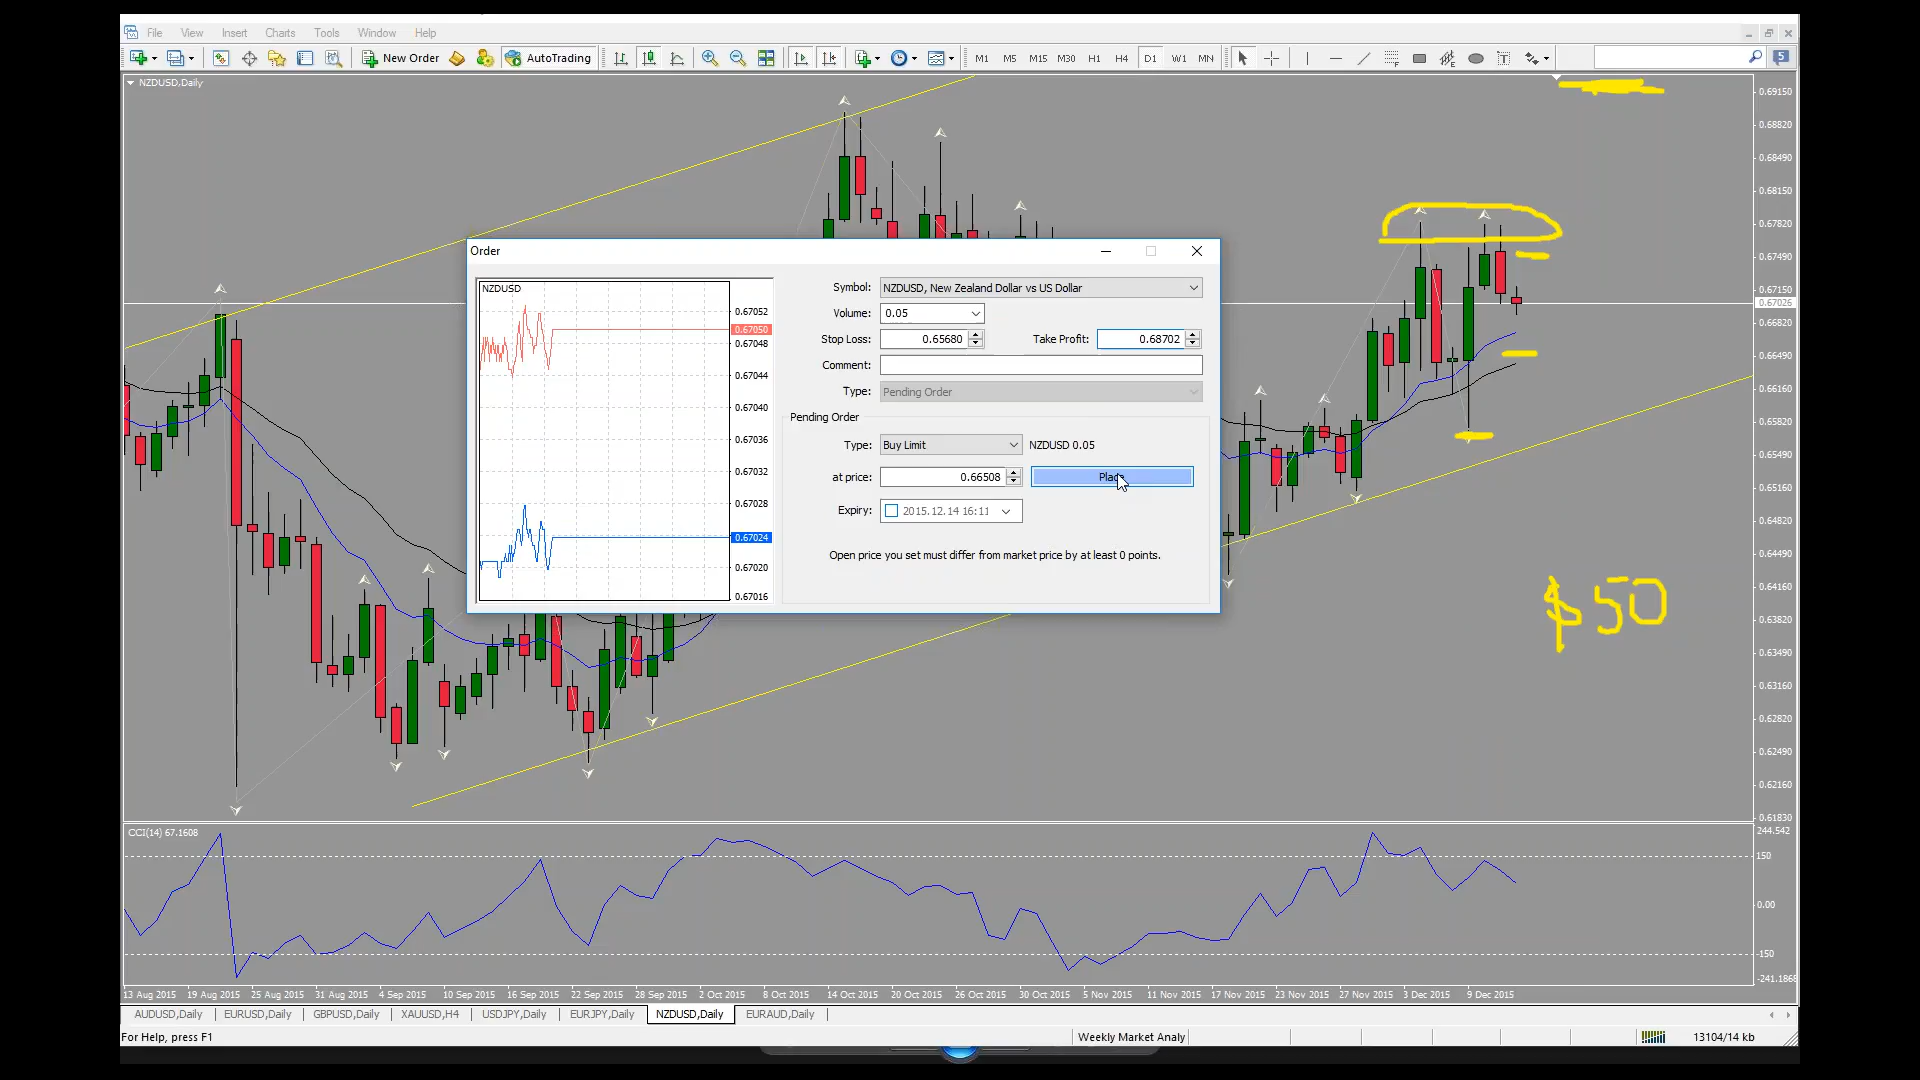 File View Insert Charts Tools Window Help
New Order AutoTrading M1 M5 M15 M30 H1 H4 D1 W1 MN T 5
NZDUSD,Daily
0.69150
0.68820
0.68490
0.68150
0.67820
0.67490
0.67150
0.67026
0.66820
0.66490
0.66160
0.65820
0.65490
0.65160
0.64820
0.64490
0.64160
0.63820
0.63490
0.63160
0.62820
0.62490
0.62160
0.61830
Order
NZDUSD
0.67052
0.67050
0.67048
0.67044
0.67040
0.67036
0.67032
0.67028
0.67024
0.67020
0.67016
Symbol: NZDUSD, New Zealand Dollar vs US Dollar
Volume: 0.05
Stop Loss: 0.65680 Take Profit: 0.68702
Comment:
Type: Pending Order
Pending Order
Type: Buy Limit NZDUSD 0.05
at price: 0.66508 Place
Expiry: 2015.12.14 16:11
Open price you set must differ from market price by at least 0 points.
$50
CCI(14) 67.1608
244.542
150
0.00
-150
-241.1868
13 Aug 2015 19 Aug 2015 25 Aug 2015 31 Aug 2015 4 Sep 2015 10 Sep 2015 16 Sep 2015 22 Sep 2015 28 Sep 2015 2 Oct 2015 8 Oct 2015 14 Oct 2015 20 Oct 2015 26 Oct 2015 30 Oct 2015 5 Nov 2015 11 Nov 2015 17 Nov 2015 23 Nov 2015 27 Nov 2015 3 Dec 2015 9 Dec 2015
AUDUSD,Daily EURUSD,Daily GBPUSD,Daily XAUUSD,H4 USDJPY,Daily EURJPY,Daily NZDUSD,Daily EURAUD,Daily
For Help, press F1 Weekly Market Analy 13104/14 kb